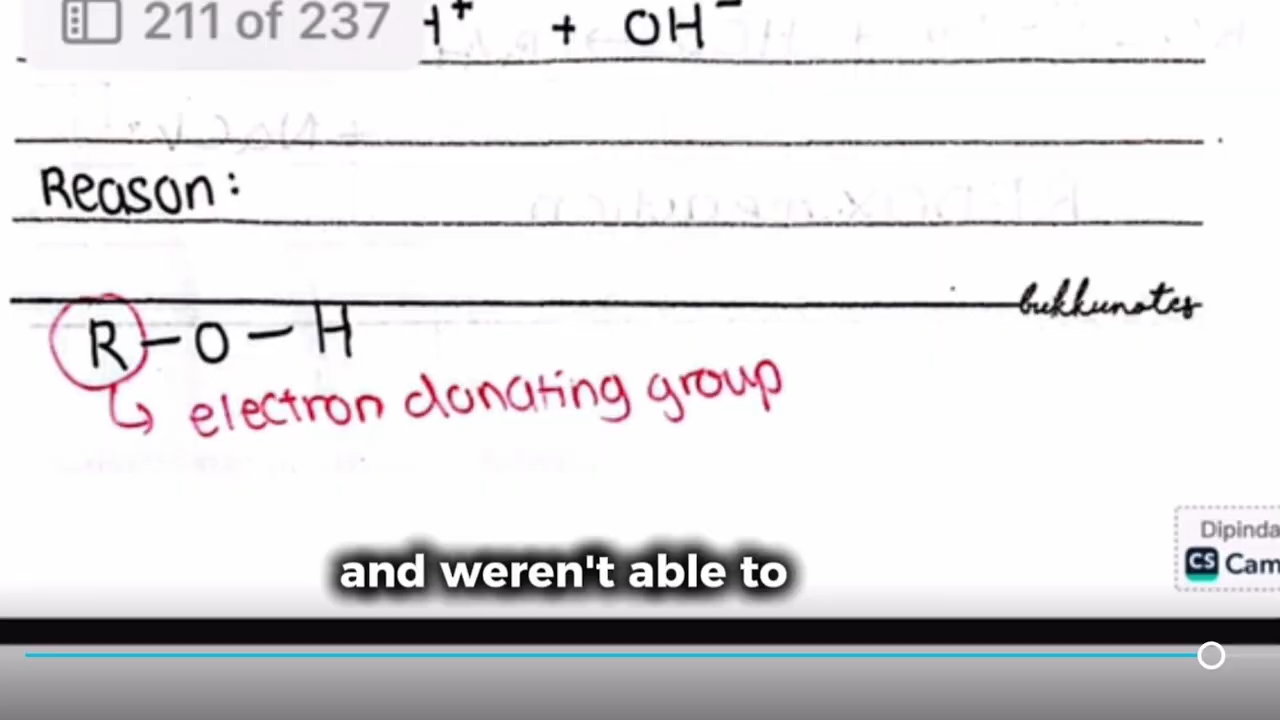 211 of 237
H⁺ + OH⁻
Reason:
bukkunotes
R — O — H
electron donating group
and weren't able to
Dipinda
CS Cam